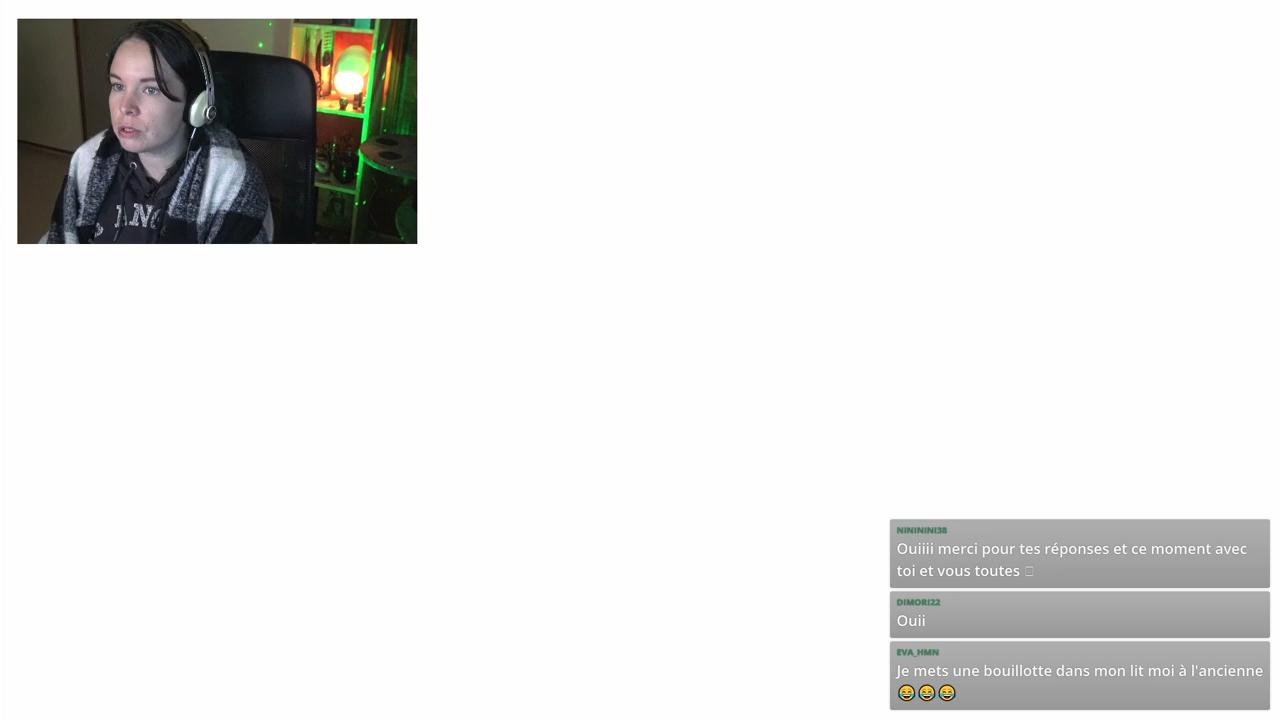 ANG
NINININI38
Ouiiii merci pour tes réponses et ce moment avec
toi et vous toutes
DIMORI22
Ouii
EVA_HMN
Je mets une bouillotte dans mon lit moi à l'ancienne
😂😂😂